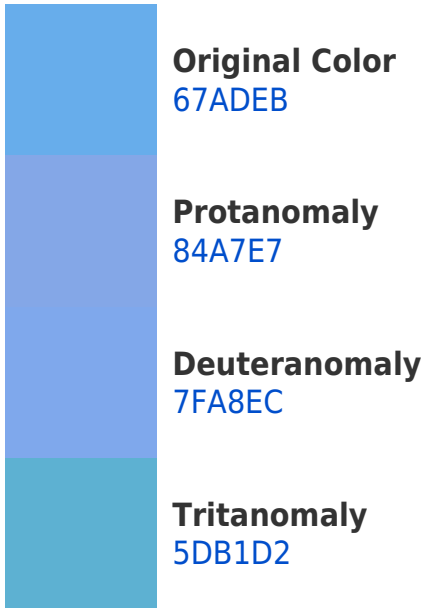 Original Color
67ADEB
Protanomaly
84A7E7
Deuteranomaly
7FA8EC
Tritanomaly
5DB1D2